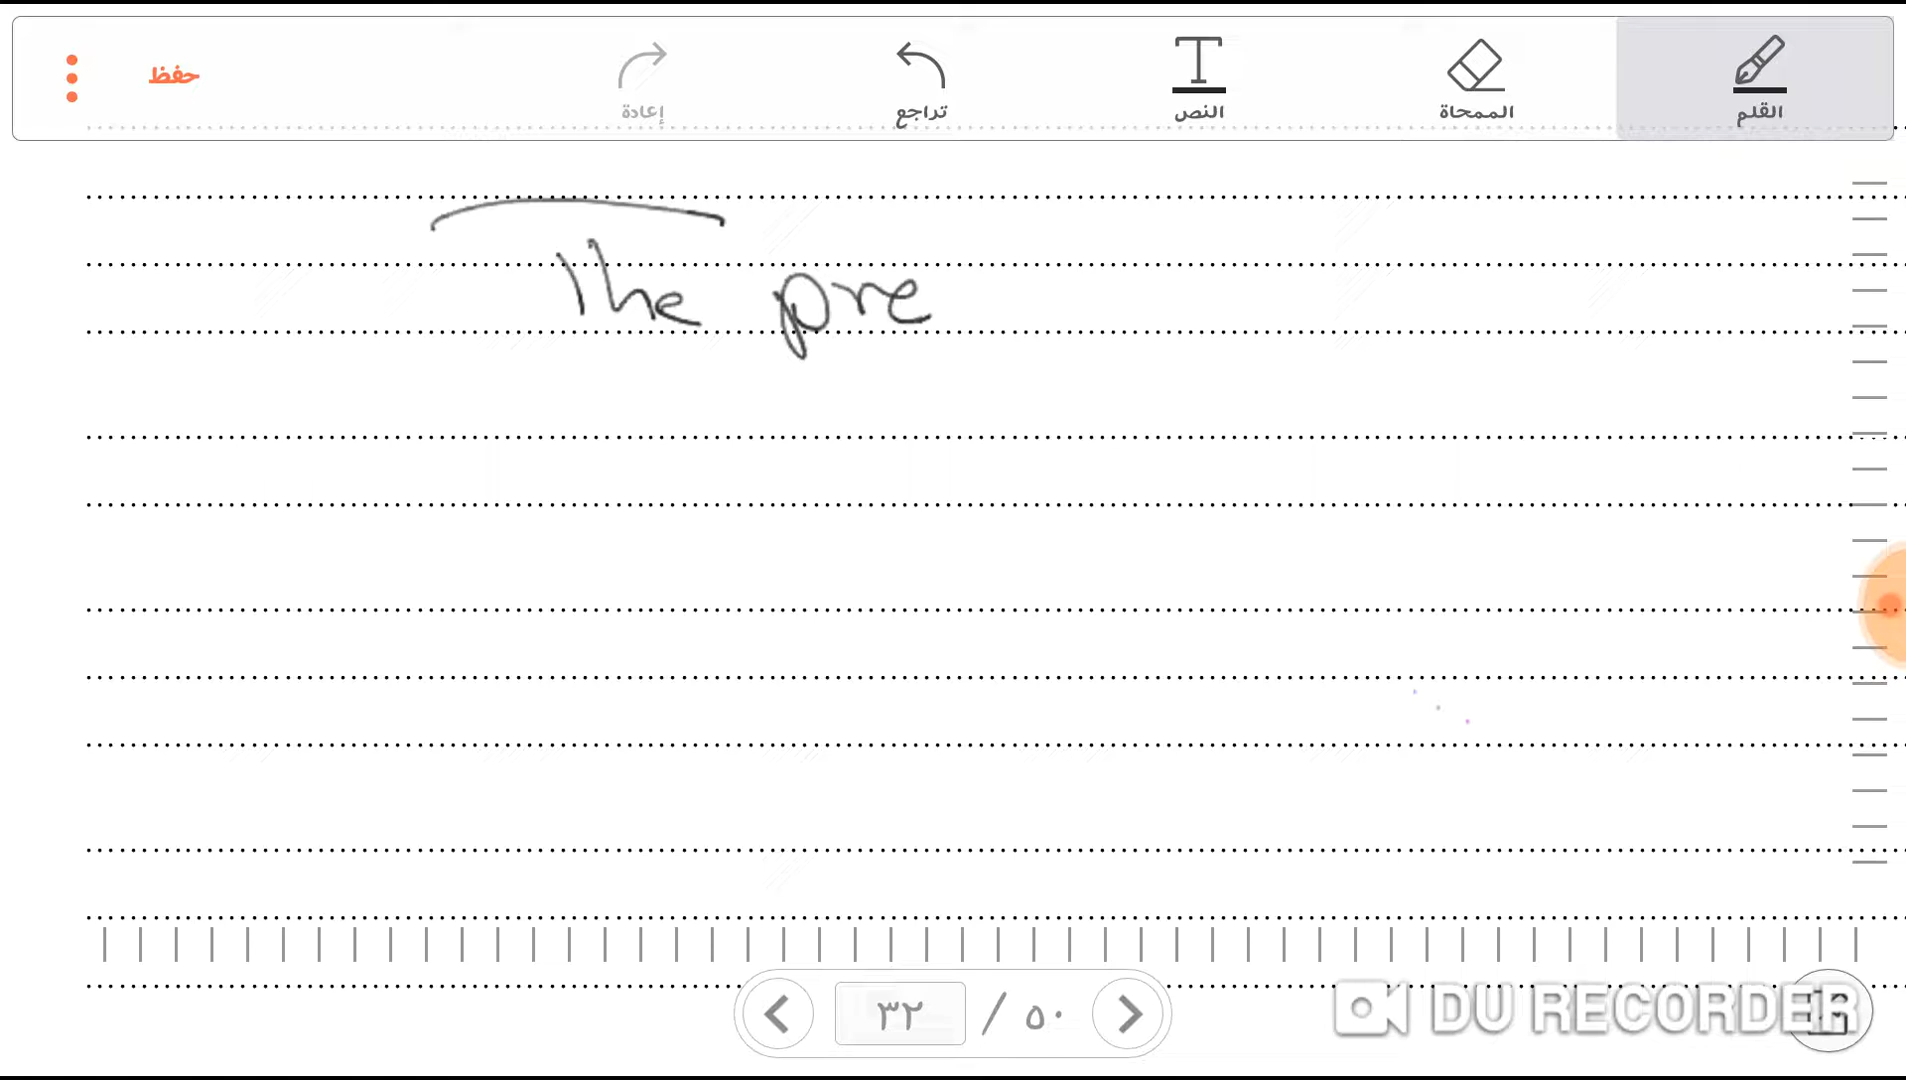 حفظ
إعادة
تراجع
النص
الممحاة
القلم
The pre
٣٢ / ٥٠
DU RECORDER